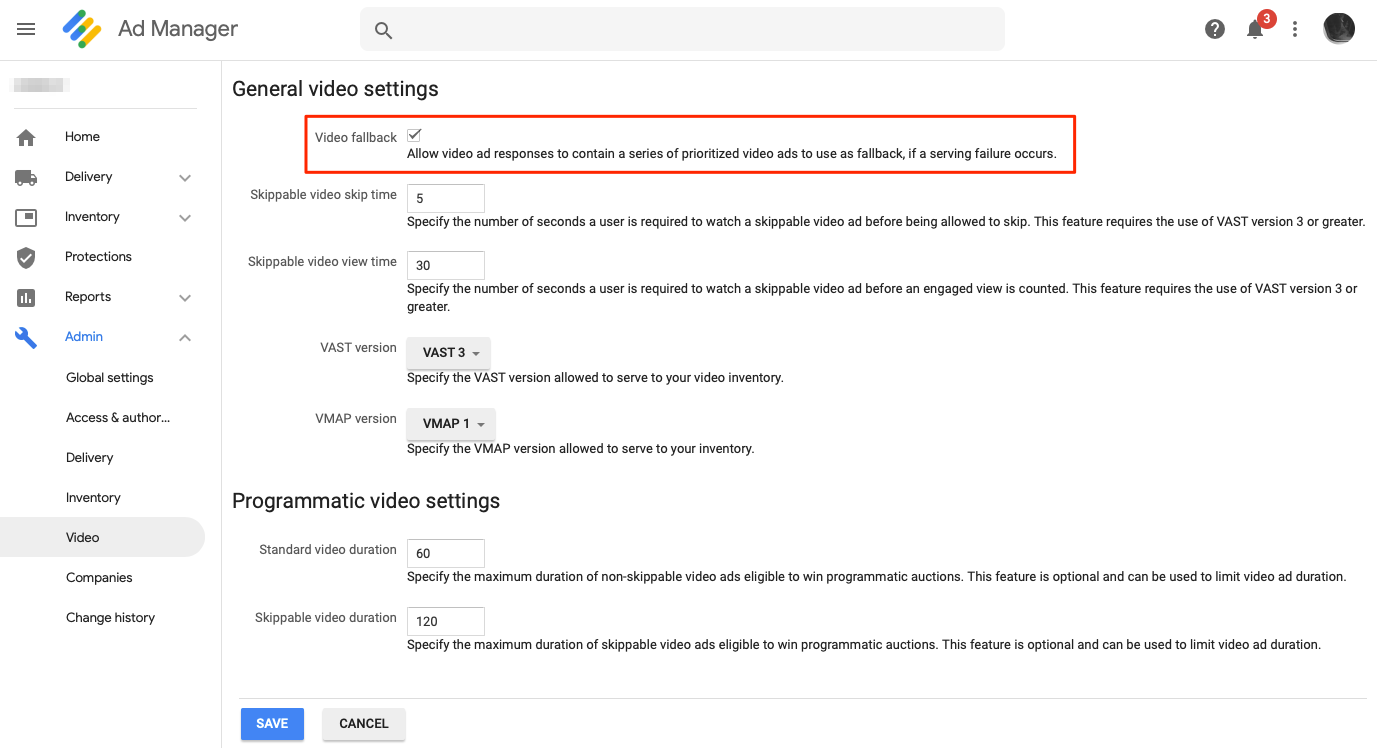 Ad Manager
3
Home
Delivery
Inventory
Protections
Reports
Admin
Global settings
Access & author...
Delivery
Inventory
Video
Companies
Change history
General video settings
Video fallback
Allow video ad responses to contain a series of prioritized video ads to use as fallback, if a serving failure occurs.
Skippable video skip time
5
Specify the number of seconds a user is required to watch a skippable video ad before being allowed to skip. This feature requires the use of VAST version 3 or greater.
Skippable video view time
30
Specify the number of seconds a user is required to watch a skippable video ad before an engaged view is counted. This feature requires the use of VAST version 3 or
greater.
VAST version
VAST 3
Specify the VAST version allowed to serve to your video inventory.
VMAP version
VMAP 1
Specify the VMAP version allowed to serve to your inventory.
Programmatic video settings
Standard video duration
60
Specify the maximum duration of non-skippable video ads eligible to win programmatic auctions. This feature is optional and can be used to limit video ad duration.
Skippable video duration
120
Specify the maximum duration of skippable video ads eligible to win programmatic auctions. This feature is optional and can be used to limit video ad duration.
SAVE
CANCEL